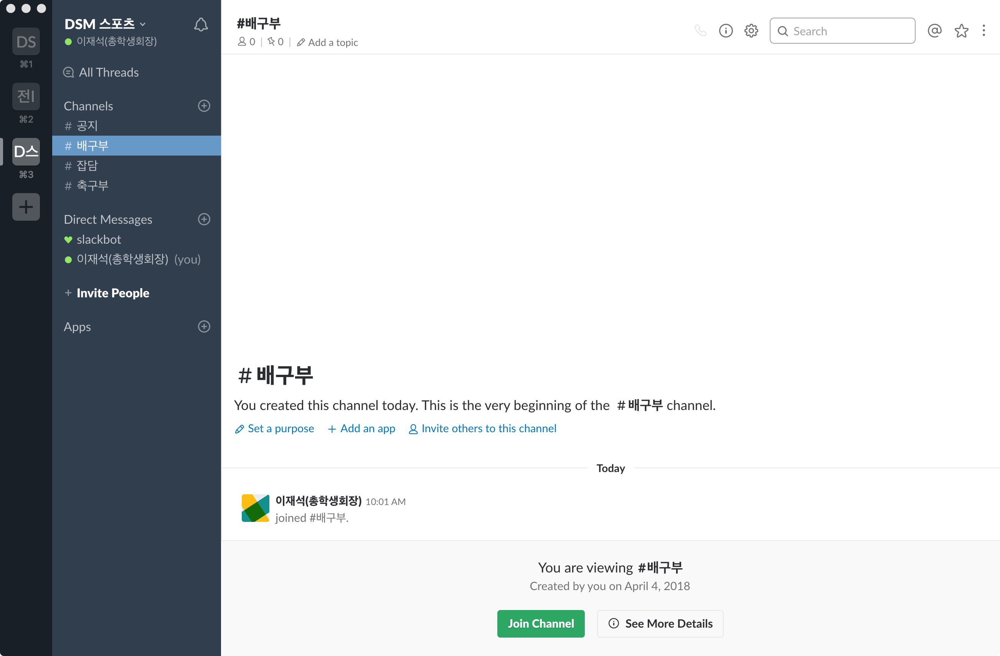 DS
⌘1
전I
⌘2
D스
⌘3
DSM 스포츠
이재석(총학생회장)
All Threads
Channels
# 공지
# 배구부
# 잡담
# 축구부
Direct Messages
slackbot
이재석(총학생회장) (you)
+ Invite People
Apps
#배구부
0 | 0 | Add a topic
Search
# 배구부
You created this channel today. This is the very beginning of the # 배구부 channel.
Set a purpose + Add an app Invite others to this channel
Today
이재석(총학생회장) 10:01 AM
joined #배구부.
You are viewing #배구부
Created by you on April 4, 2018
Join Channel
See More Details